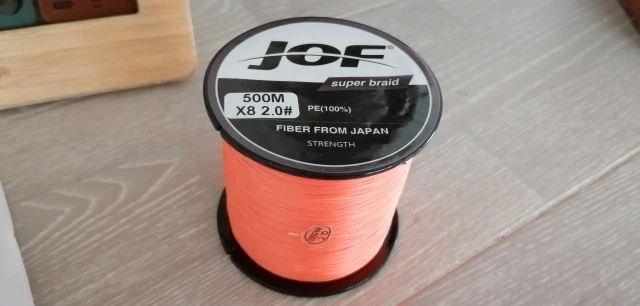 JOF®
super braid
500M
X8 2.0#
PE(100%)
FIBER FROM JAPAN
STRENGTH